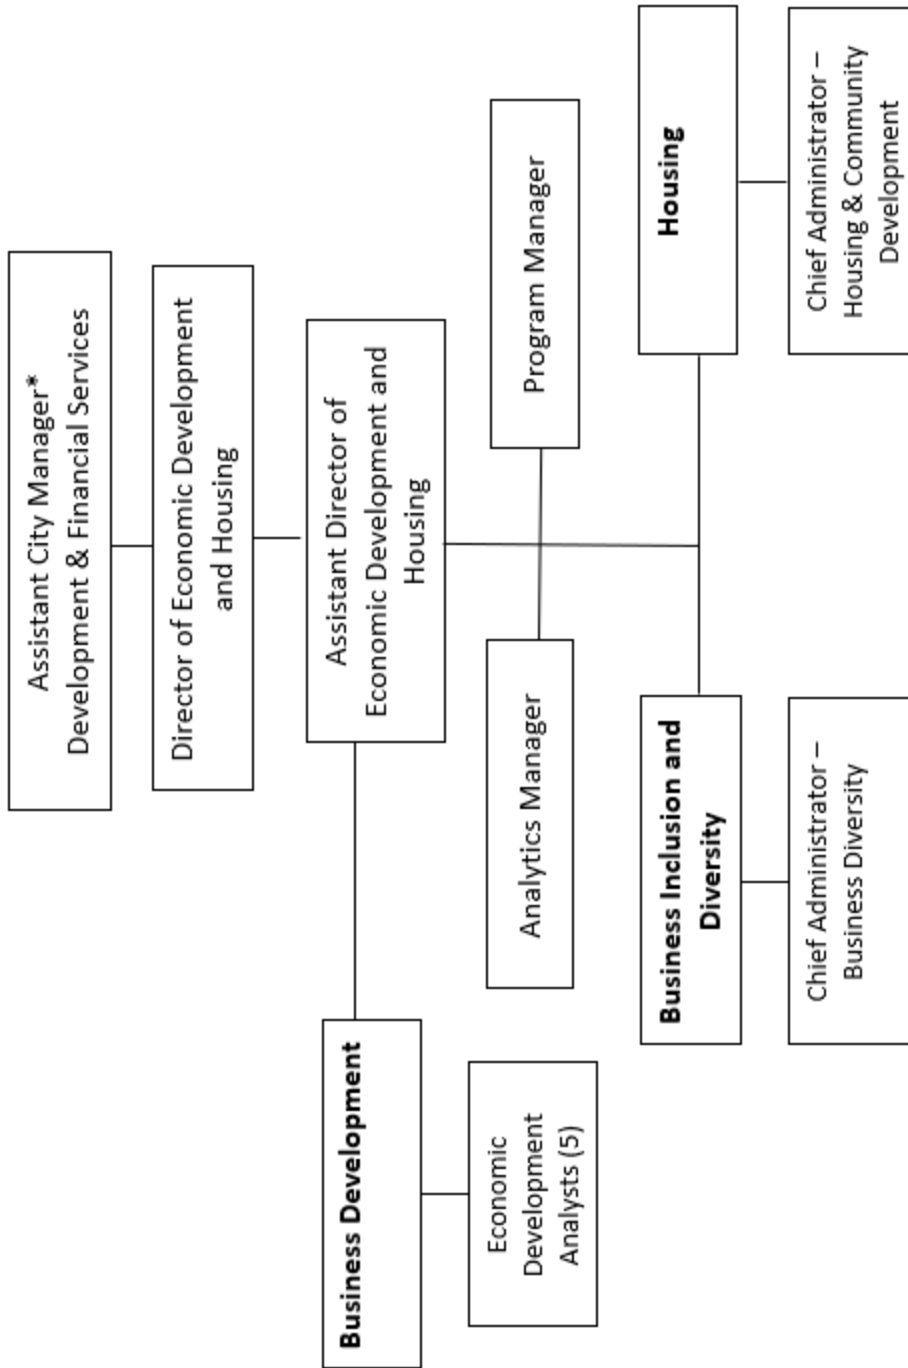 Assistant City Manager*
Development & Financial Services
Director of Economic Development
and Housing
Assistant Director of
Economic Development and
Housing
Business Development
Economic
Development
Analysts (5)
Analytics Manager
Program Manager
Business Inclusion and
Diversity
Chief Administrator –
Business Diversity
Housing
Chief Administrator –
Housing & Community
Development